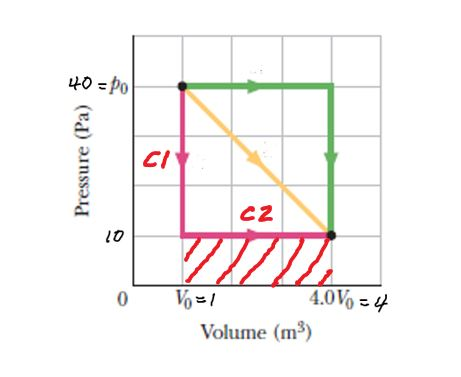 40 = p₀
Pressure (Pa)
C1
C2
10
0
V₀ = 1
4.0V₀ = 4
Volume (m³)